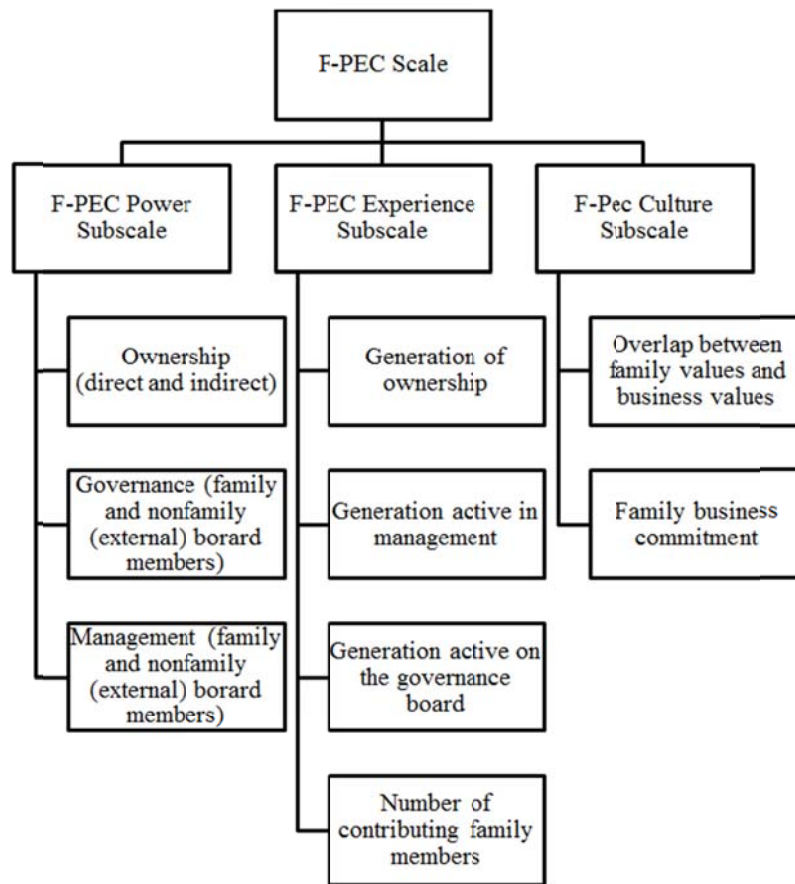 F-PEC Scale
F-PEC Power
Subscale
Ownership
(direct and indirect)
Governance (family
and nonfamily
(external) borard
members)
Management (family
and nonfamily
(external) borard
members)
F-PEC Experience
Subscale
Generation of
ownership
Generation active in
management
Generation active on
the governance
board
Number of
contributing family
members
F-Pec Culture
Subscale
Overlap between
family values and
business values
Family business
commitment